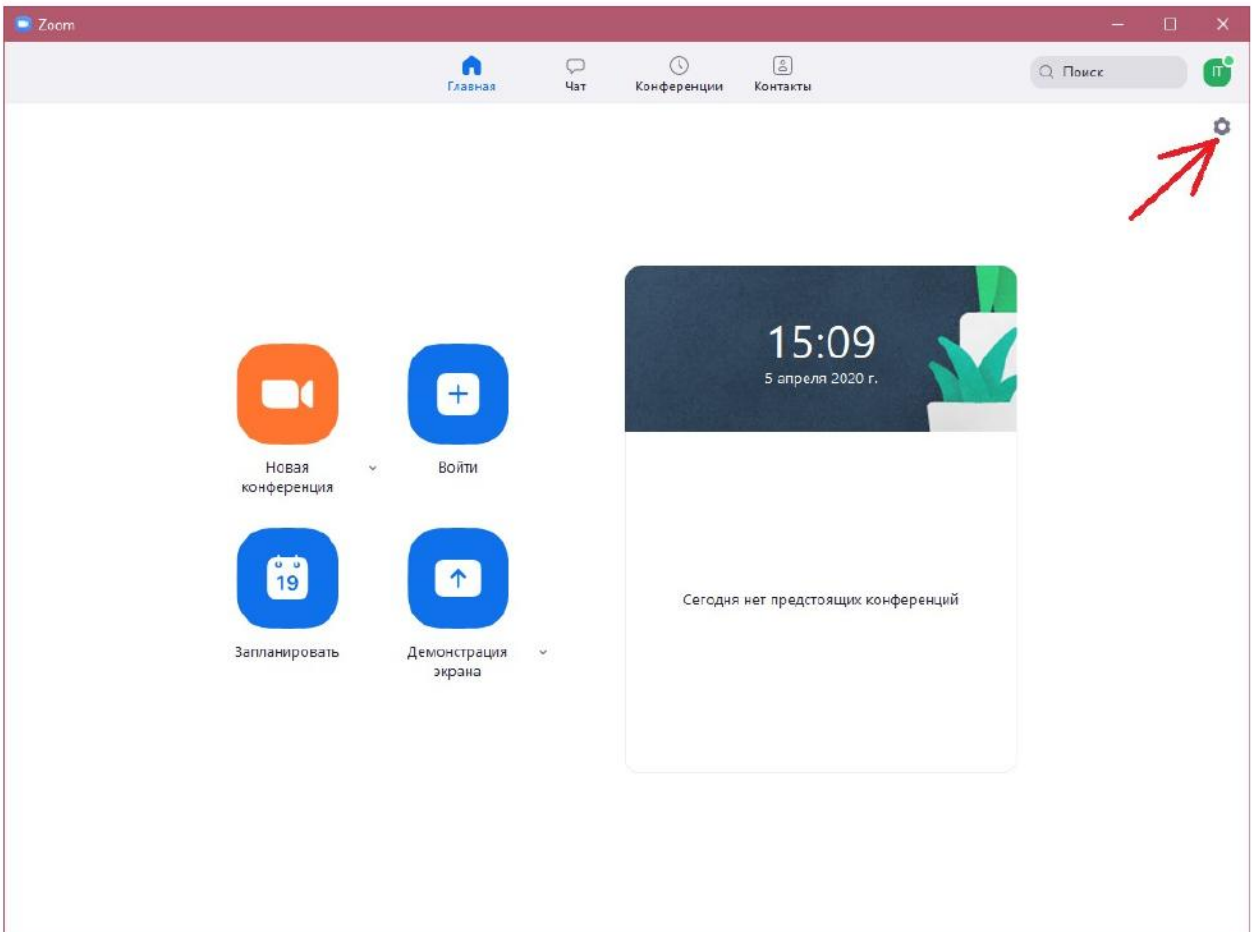 Zoom
Главная
Чат
Конференции
Контакты
Поиск
IT
15:09
5 апреля 2020 г.
Новая
конференция
Войти
19
Запланировать
Демонстрация
экрана
Сегодня нет предстоящих конференций